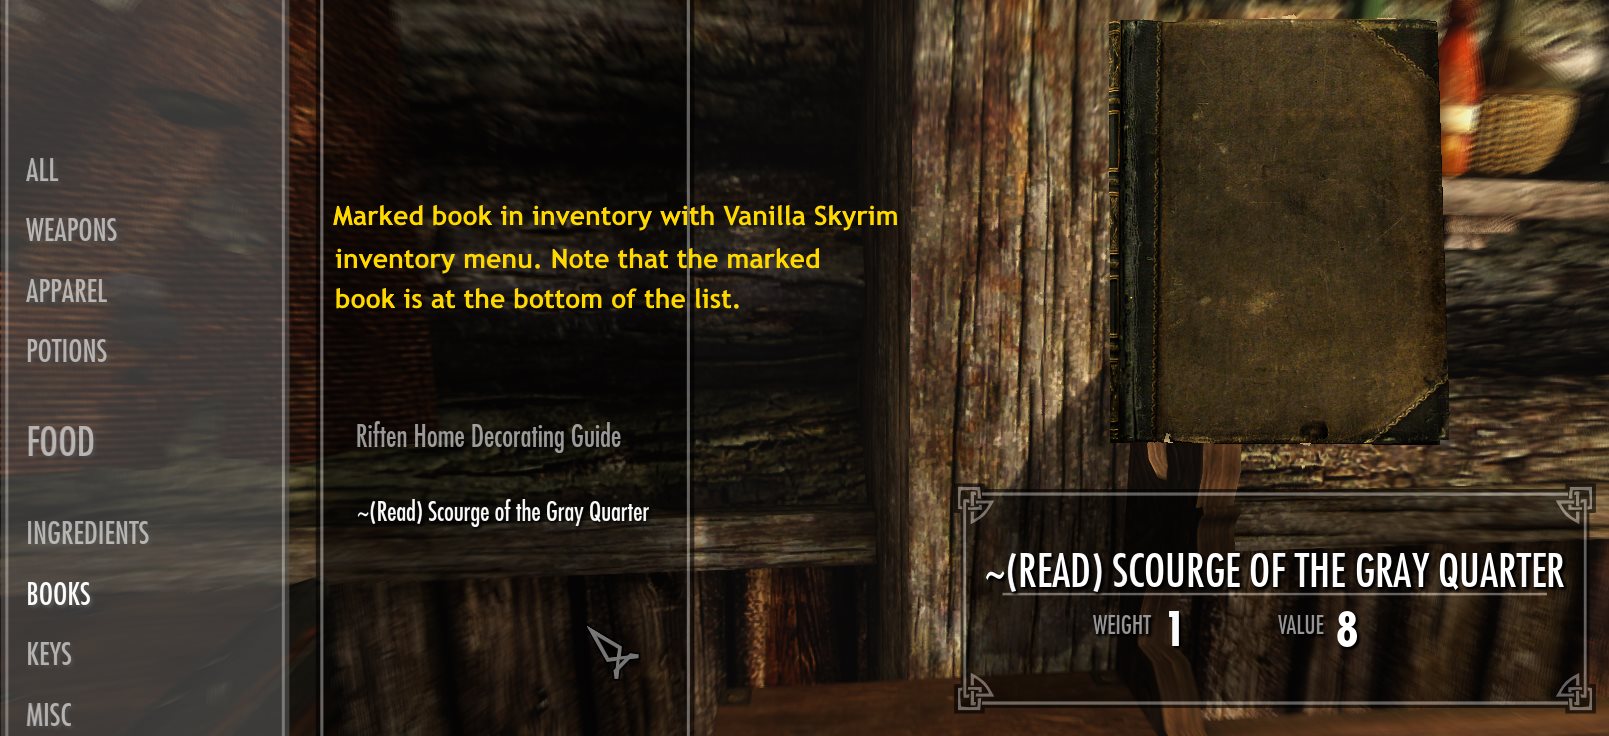 ALL
WEAPONS
APPAREL
POTIONS
FOOD
INGREDIENTS
BOOKS
KEYS
MISC
Marked book in inventory with Vanilla Skyrim
inventory menu. Note that the marked
book is at the bottom of the list.
Riften Home Decorating Guide
~(Read) Scourge of the Gray Quarter
~(READ) SCOURGE OF THE GRAY QUARTER
WEIGHT 1 VALUE 8